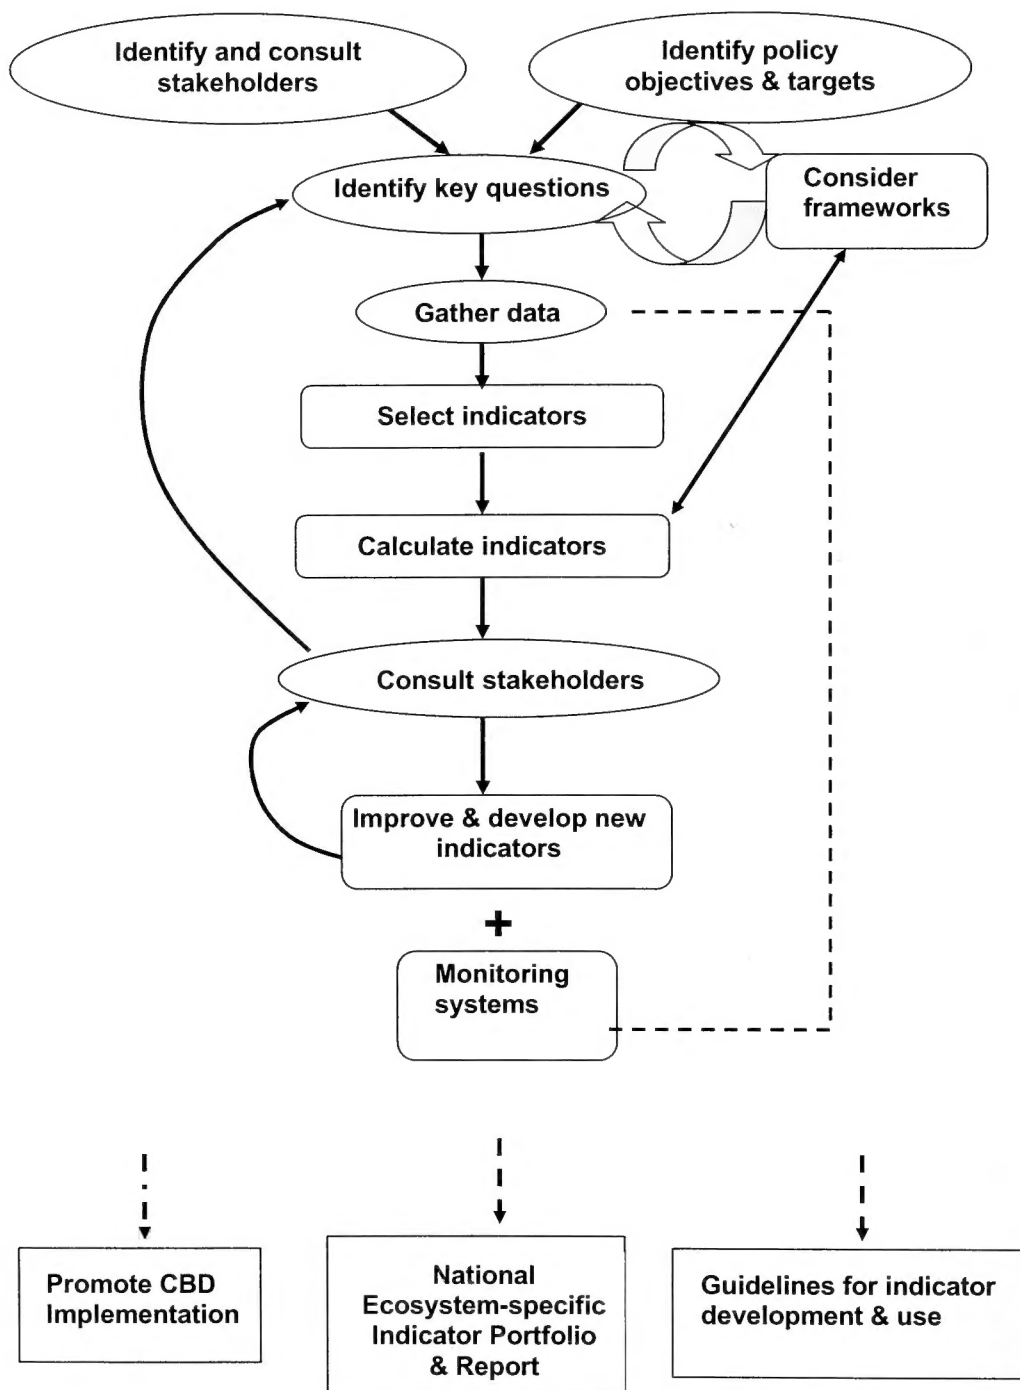 Identify and consult
stakeholders
Identify policy
objectives & targets
Identify key questions
Consider
frameworks
Gather data
Select indicators
Calculate indicators
Consult stakeholders
Improve & develop new
indicators
+
Monitoring
systems
Promote CBD
Implementation
National
Ecosystem-specific
Indicator Portfolio
& Report
Guidelines for indicator
development & use